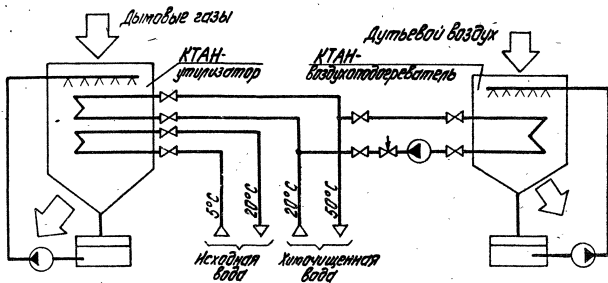 Дымовые газы
КТАН-
утилизатор
Дутьевой воздух
КТАН-
воздухоподогреватель
5°С
20°С
20°С
50°С
Исходная
вода
Химочищенная
вода